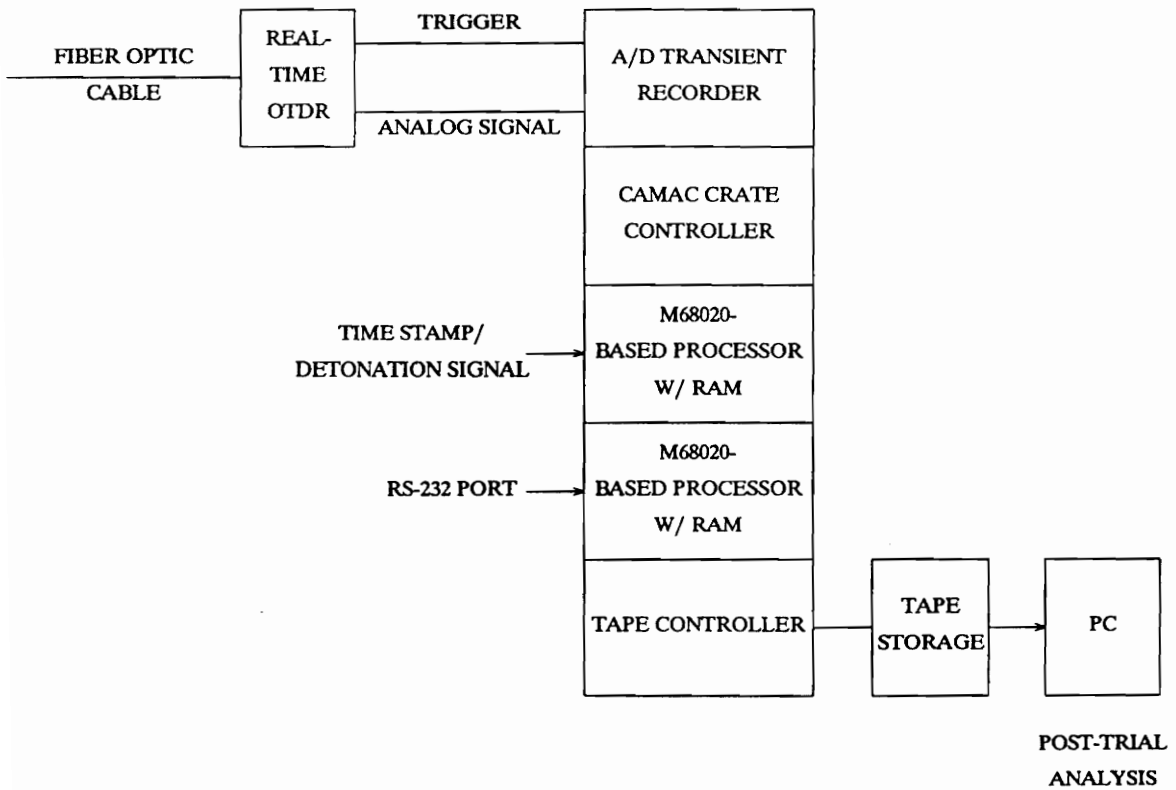 TRIGGER
FIBER OPTIC
CABLE
REAL-
TIME
OTDR
ANALOG SIGNAL
A/D TRANSIENT
RECORDER
CAMAC CRATE
CONTROLLER
TIME STAMP/
DETONATION SIGNAL
M68020-
BASED PROCESSOR
W/ RAM
RS-232 PORT
M68020-
BASED PROCESSOR
W/ RAM
TAPE CONTROLLER
TAPE
STORAGE
PC
POST-TRIAL
ANALYSIS